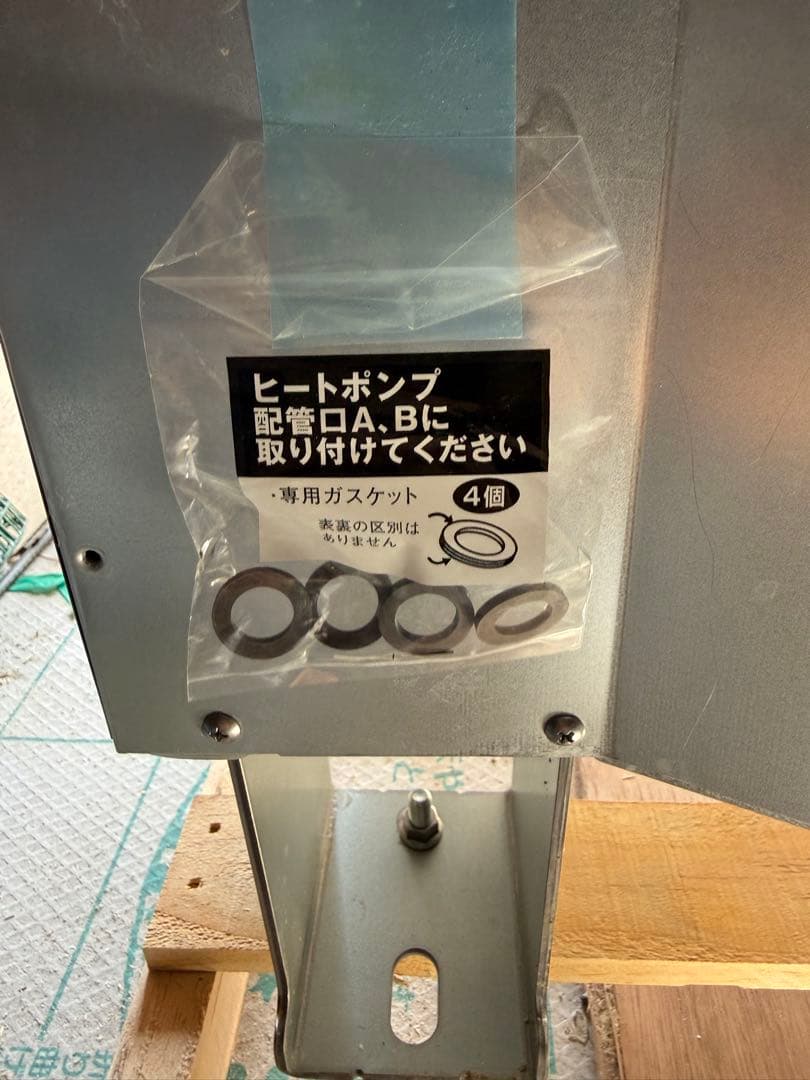 ヒートポンプ
配管口A、Bに
取り付けてください
・専用ガスケット
4個
表裏の区別は
ありません